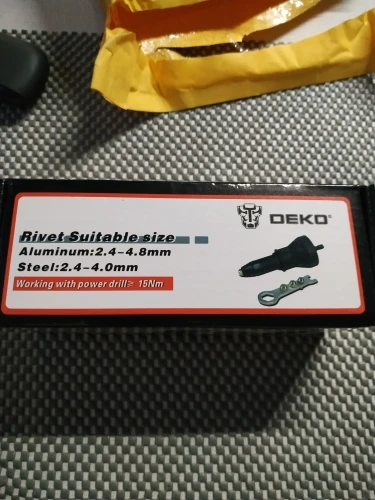 DEKO®
Rivet Suitable size
Aluminum:2.4-4.8mm
Steel:2.4-4.0mm
Working with power drill≥ 15Nm